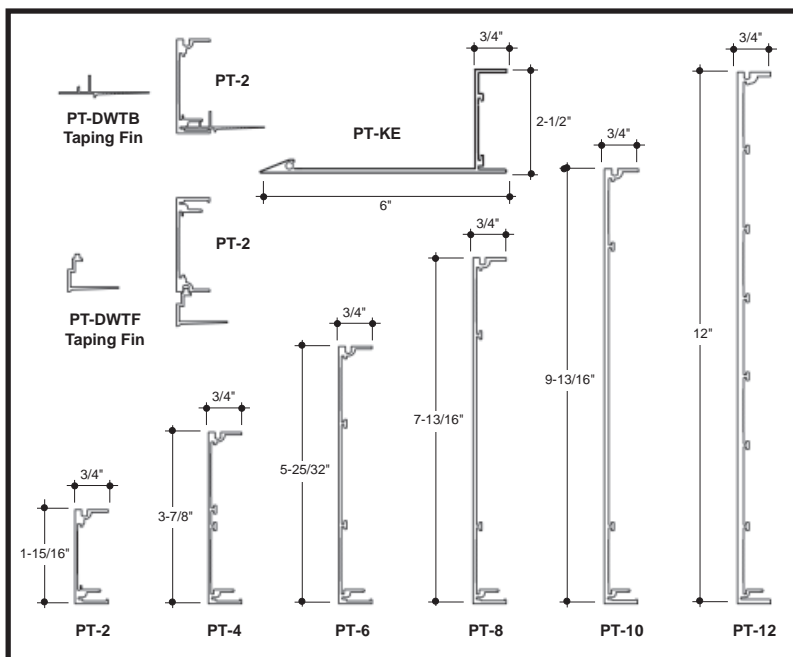 3/4"
3/4"
PT-2
PT-DWTB
Taping Fin
PT-KE
2-1/2"
3/4"
6"
3/4"
PT-2
PT-DWTF
Taping Fin
3/4"
12"
9-13/16"
7-13/16"
3/4"
5-25/32"
3/4"
3-7/8"
1-15/16"
PT-2
PT-4
PT-6
PT-8
PT-10
PT-12